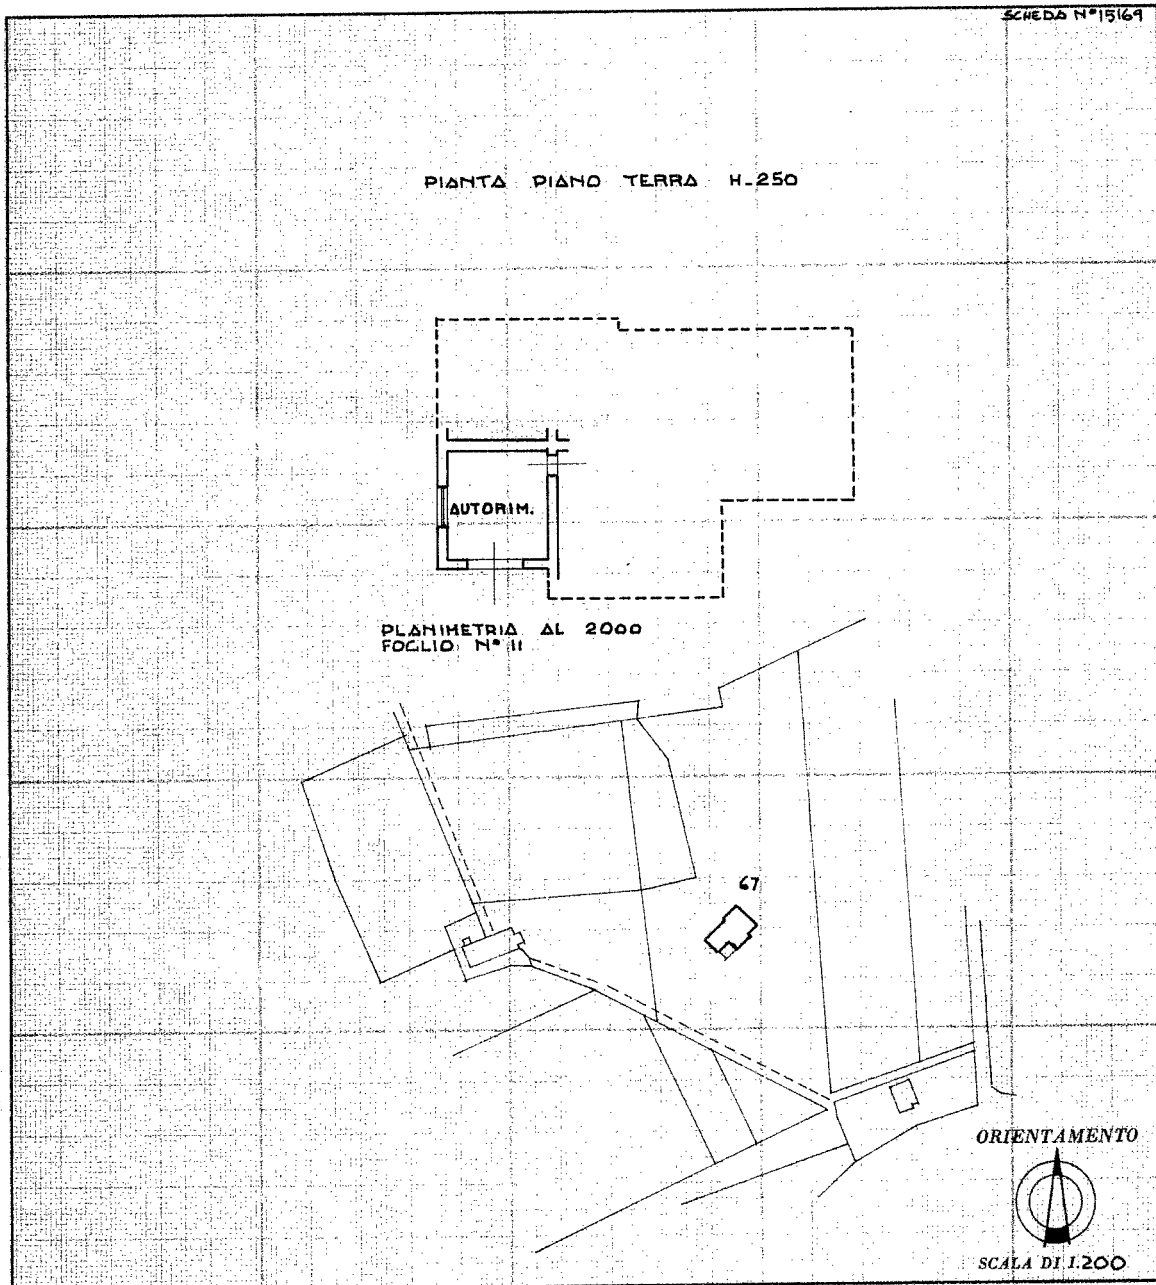 SCHEDA N° 15169
PIANTA PIANO TERRA H_250
AUTORIM.
PLANIMETRIA AL 2000
FOGLIO N° 11
67
ORIENTAMENTO
SCALA DI 1.200